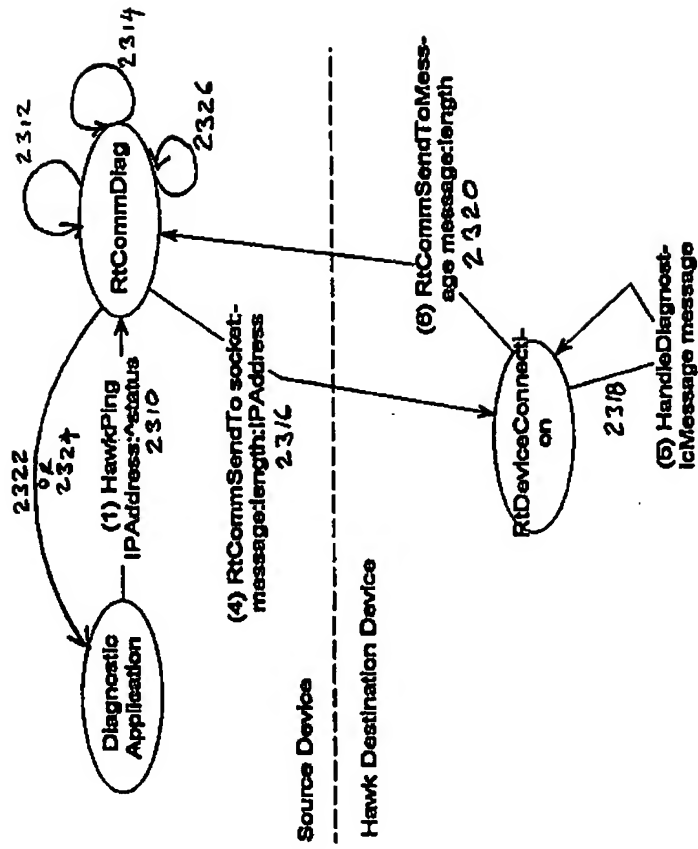 2312
2314
2326
RtCommDiag
2322
or
2324
(1) HawkPing
IPAddress:^status
2310
Diagnostic
Application
(4) RtCommSendTo socket:-
message:length:IPAddress
2316
Source Device
Hawk Destination Device
(6) RtCommSendToMess-
age message:length
2320
RtDeviceConnecti-
on
2318
(5) HandleDiagnost-
icMessage message